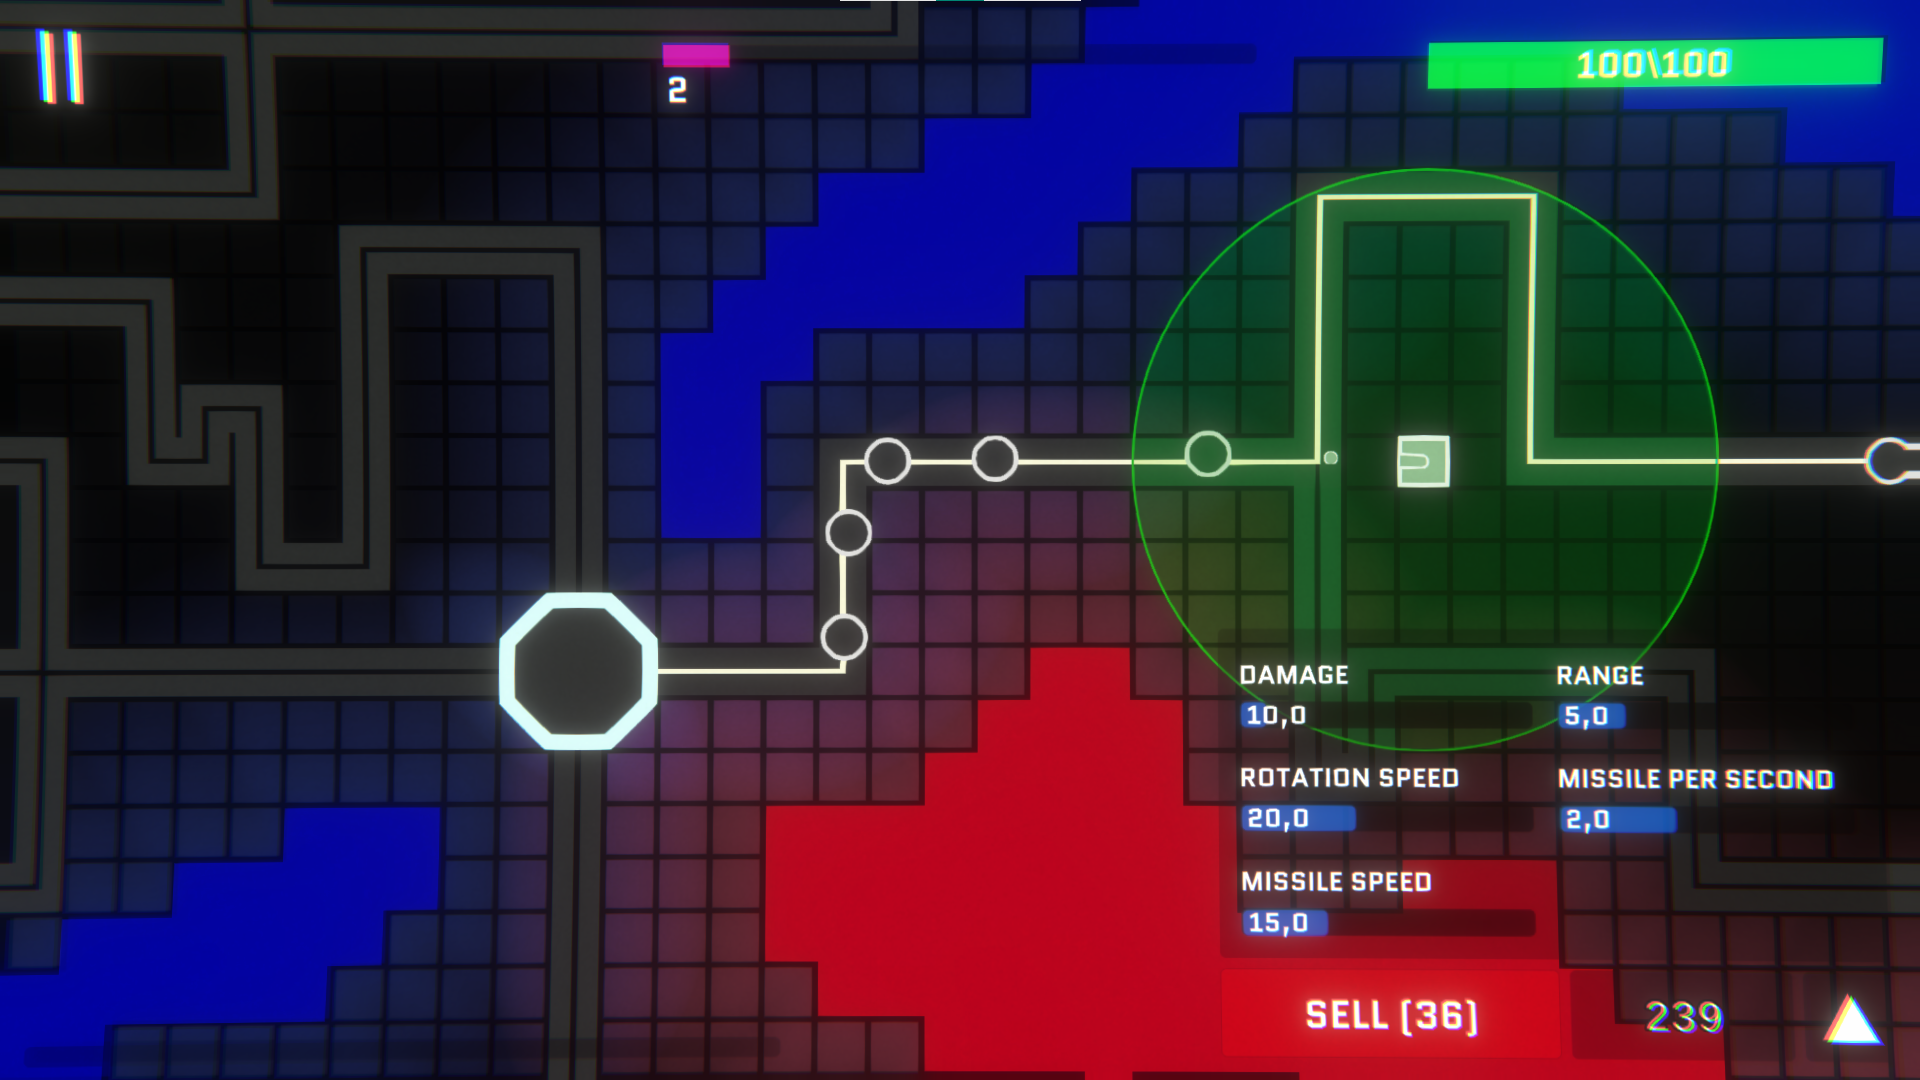 2
100\100
DAMAGE
10,0
RANGE
5,0
ROTATION SPEED
20,0
MISSILE PER SECOND
2,0
MISSILE SPEED
15,0
SELL [36]
239